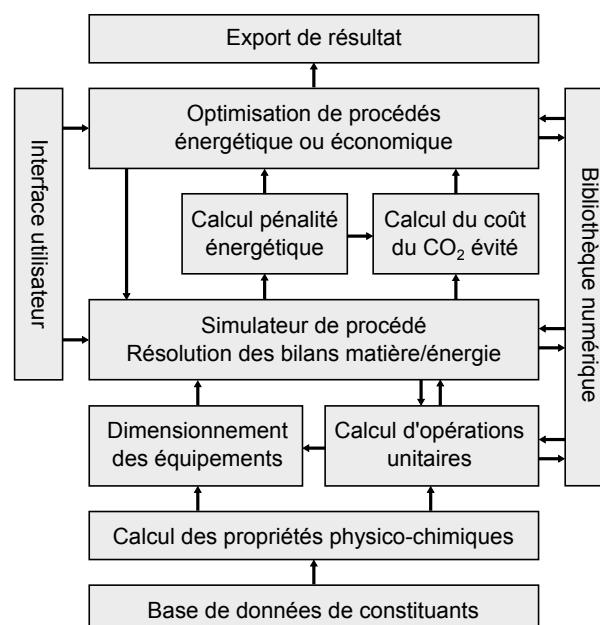 Export de résultat
Interface utilisateur
Optimisation de procédés
énergétique ou économique
Bibliothèque numérique
Calcul pénalité
énergétique
Calcul du coût
du CO₂ évité
Simulateur de procédé
Résolution des bilans matière/énergie
Dimensionnement
des équipements
Calcul d'opérations
unitaires
Calcul des propriétés physico-chimiques
Base de données de constituants